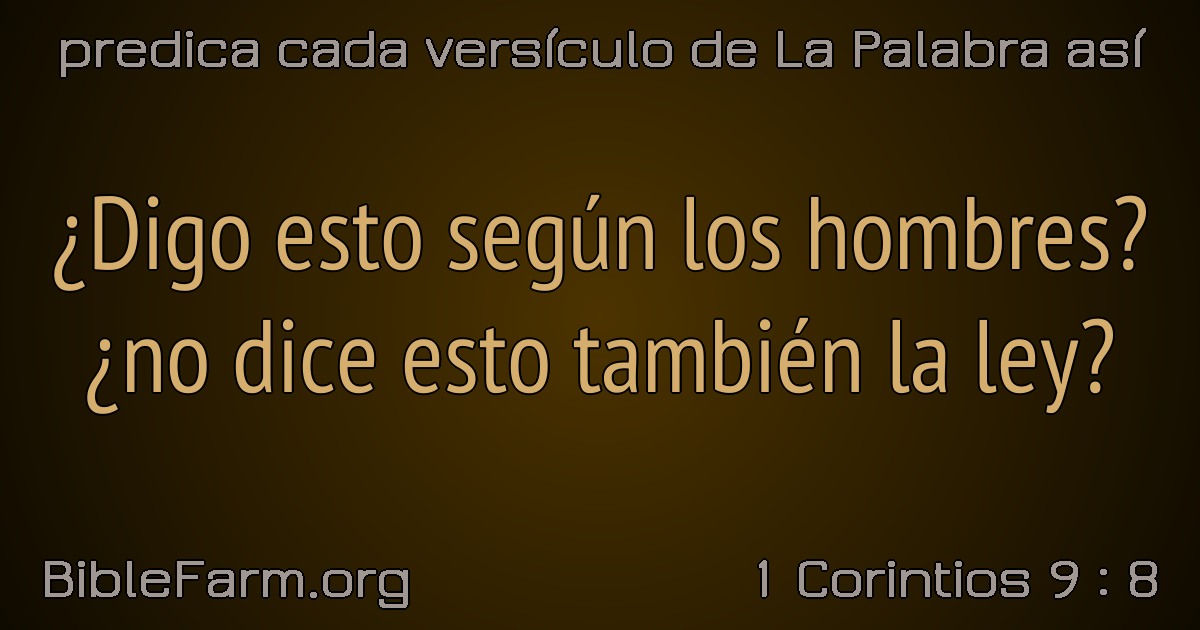 predica cada versículo de La Palabra así
¿Digo esto según los hombres?
¿no dice esto también la ley?
BibleFarm.org
1 Corintios 9 : 8